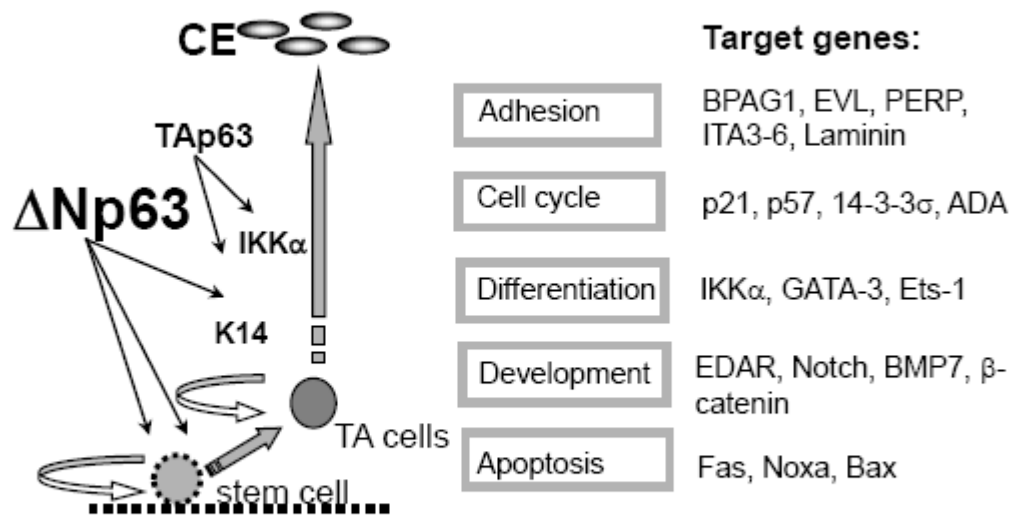 CE
TAp63
ΔNp63
IKKα
K14
TA cells
stem cell
Target genes:
Adhesion
BPAG1, EVL, PERP,
ITA3-6, Laminin
Cell cycle
p21, p57, 14-3-3σ, ADA
Differentiation
IKKα, GATA-3, Ets-1
Development
EDAR, Notch, BMP7, β-
catenin
Apoptosis
Fas, Noxa, Bax